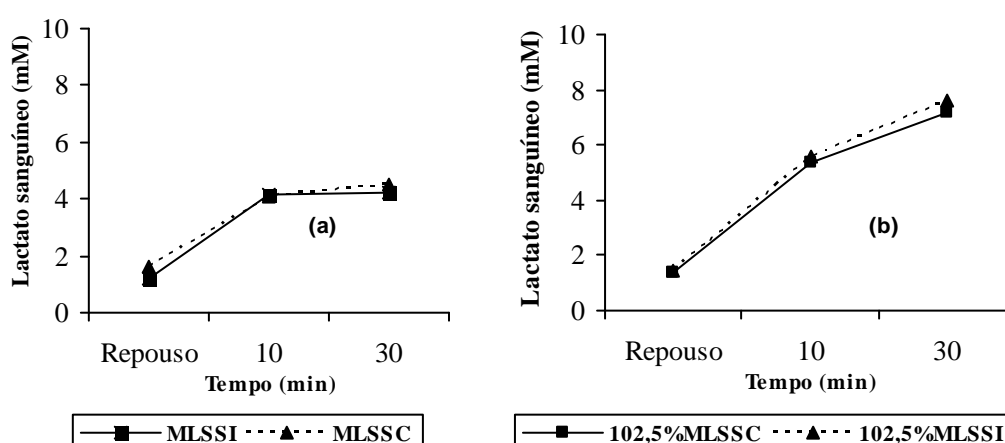 Lactato sanguíneo (mM)
10
8
6
4
2
0
(a)
Repouso 10 30
Tempo (min)
MLSSI MLSSC
Lactato sanguíneo (mM)
10
8
6
4
2
0
(b)
Repouso 10 30
Tempo (min)
102,5%MLSSC 102,5%MLSSI